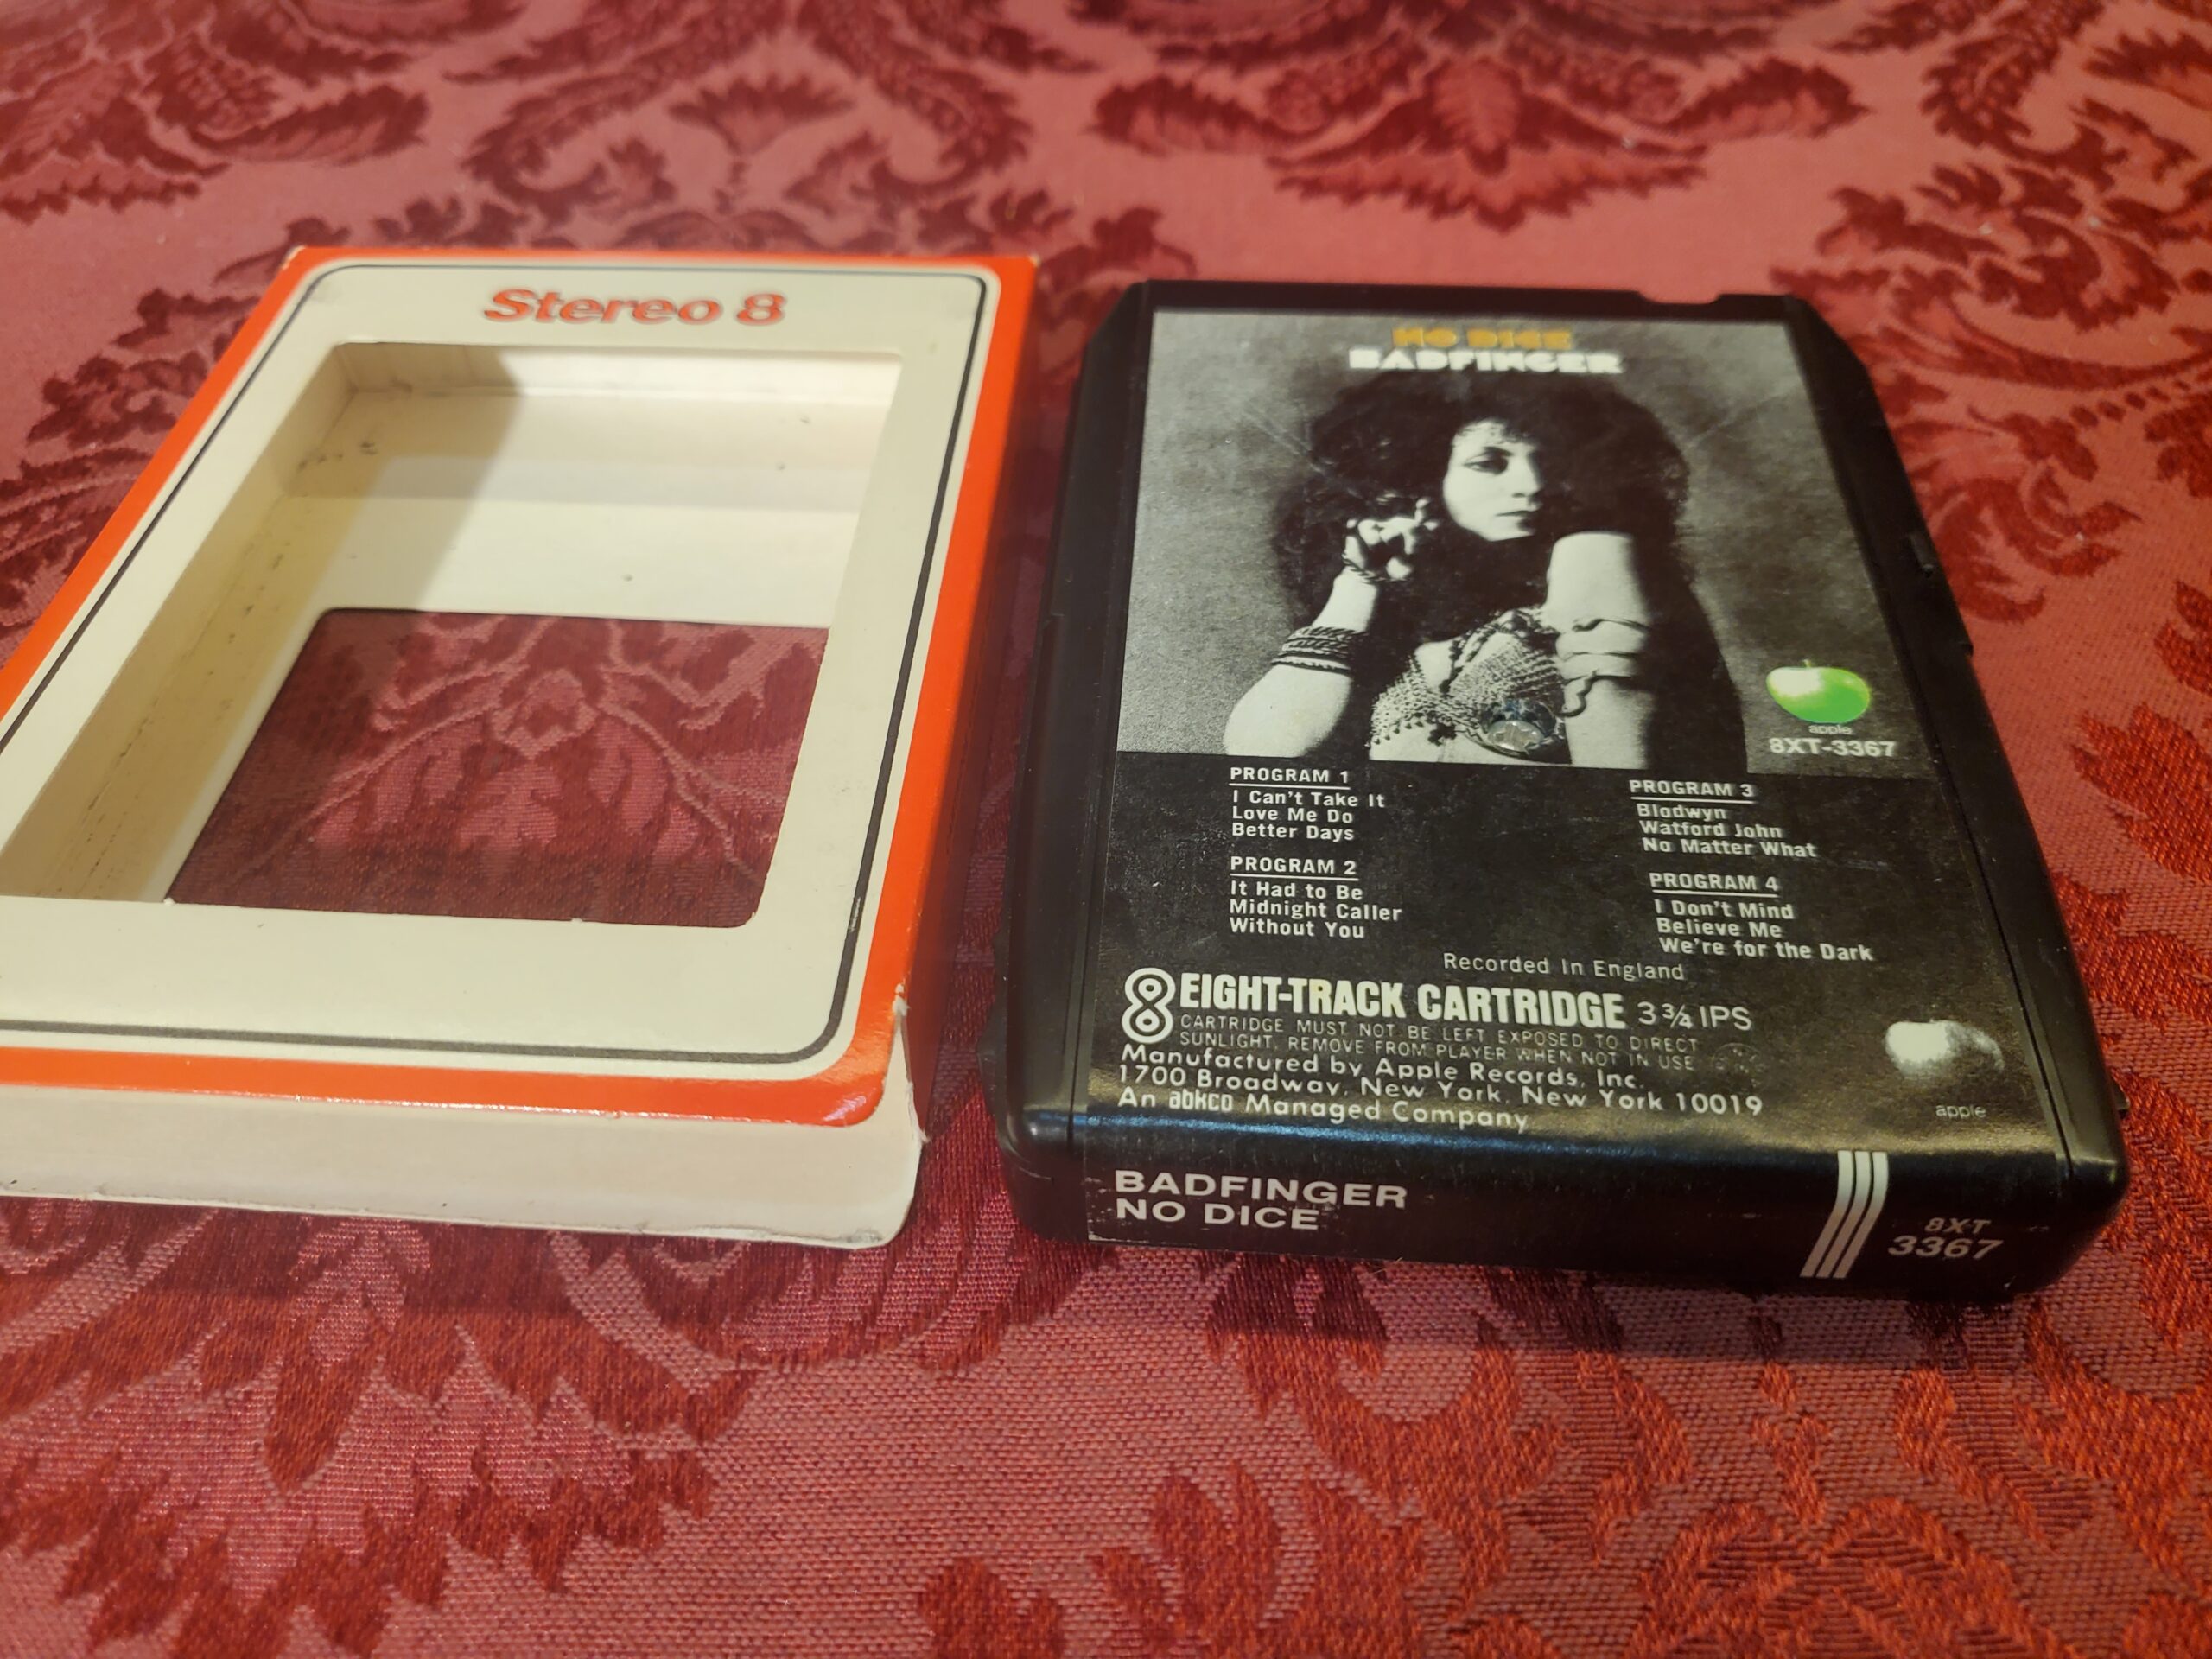 Stereo 8
NO DICE
BADFINGER
apple
8XT-3367
PROGRAM 1
I Can't Take It
Love Me Do
Better Days
PROGRAM 2
It Had to Be
Midnight Caller
Without You
PROGRAM 3
Blodwyn
Watford John
No Matter What
PROGRAM 4
I Don't Mind
Believe Me
We're for the Dark
Recorded In England
8 EIGHT-TRACK CARTRIDGE 3¾ IPS
CARTRIDGE MUST NOT BE LEFT EXPOSED TO DIRECT
SUNLIGHT, REMOVE FROM PLAYER WHEN NOT IN USE
Manufactured by Apple Records, Inc.
1700 Broadway, New York, New York 10019
An abkco Managed Company
apple
BADFINGER
NO DICE
8XT
3367